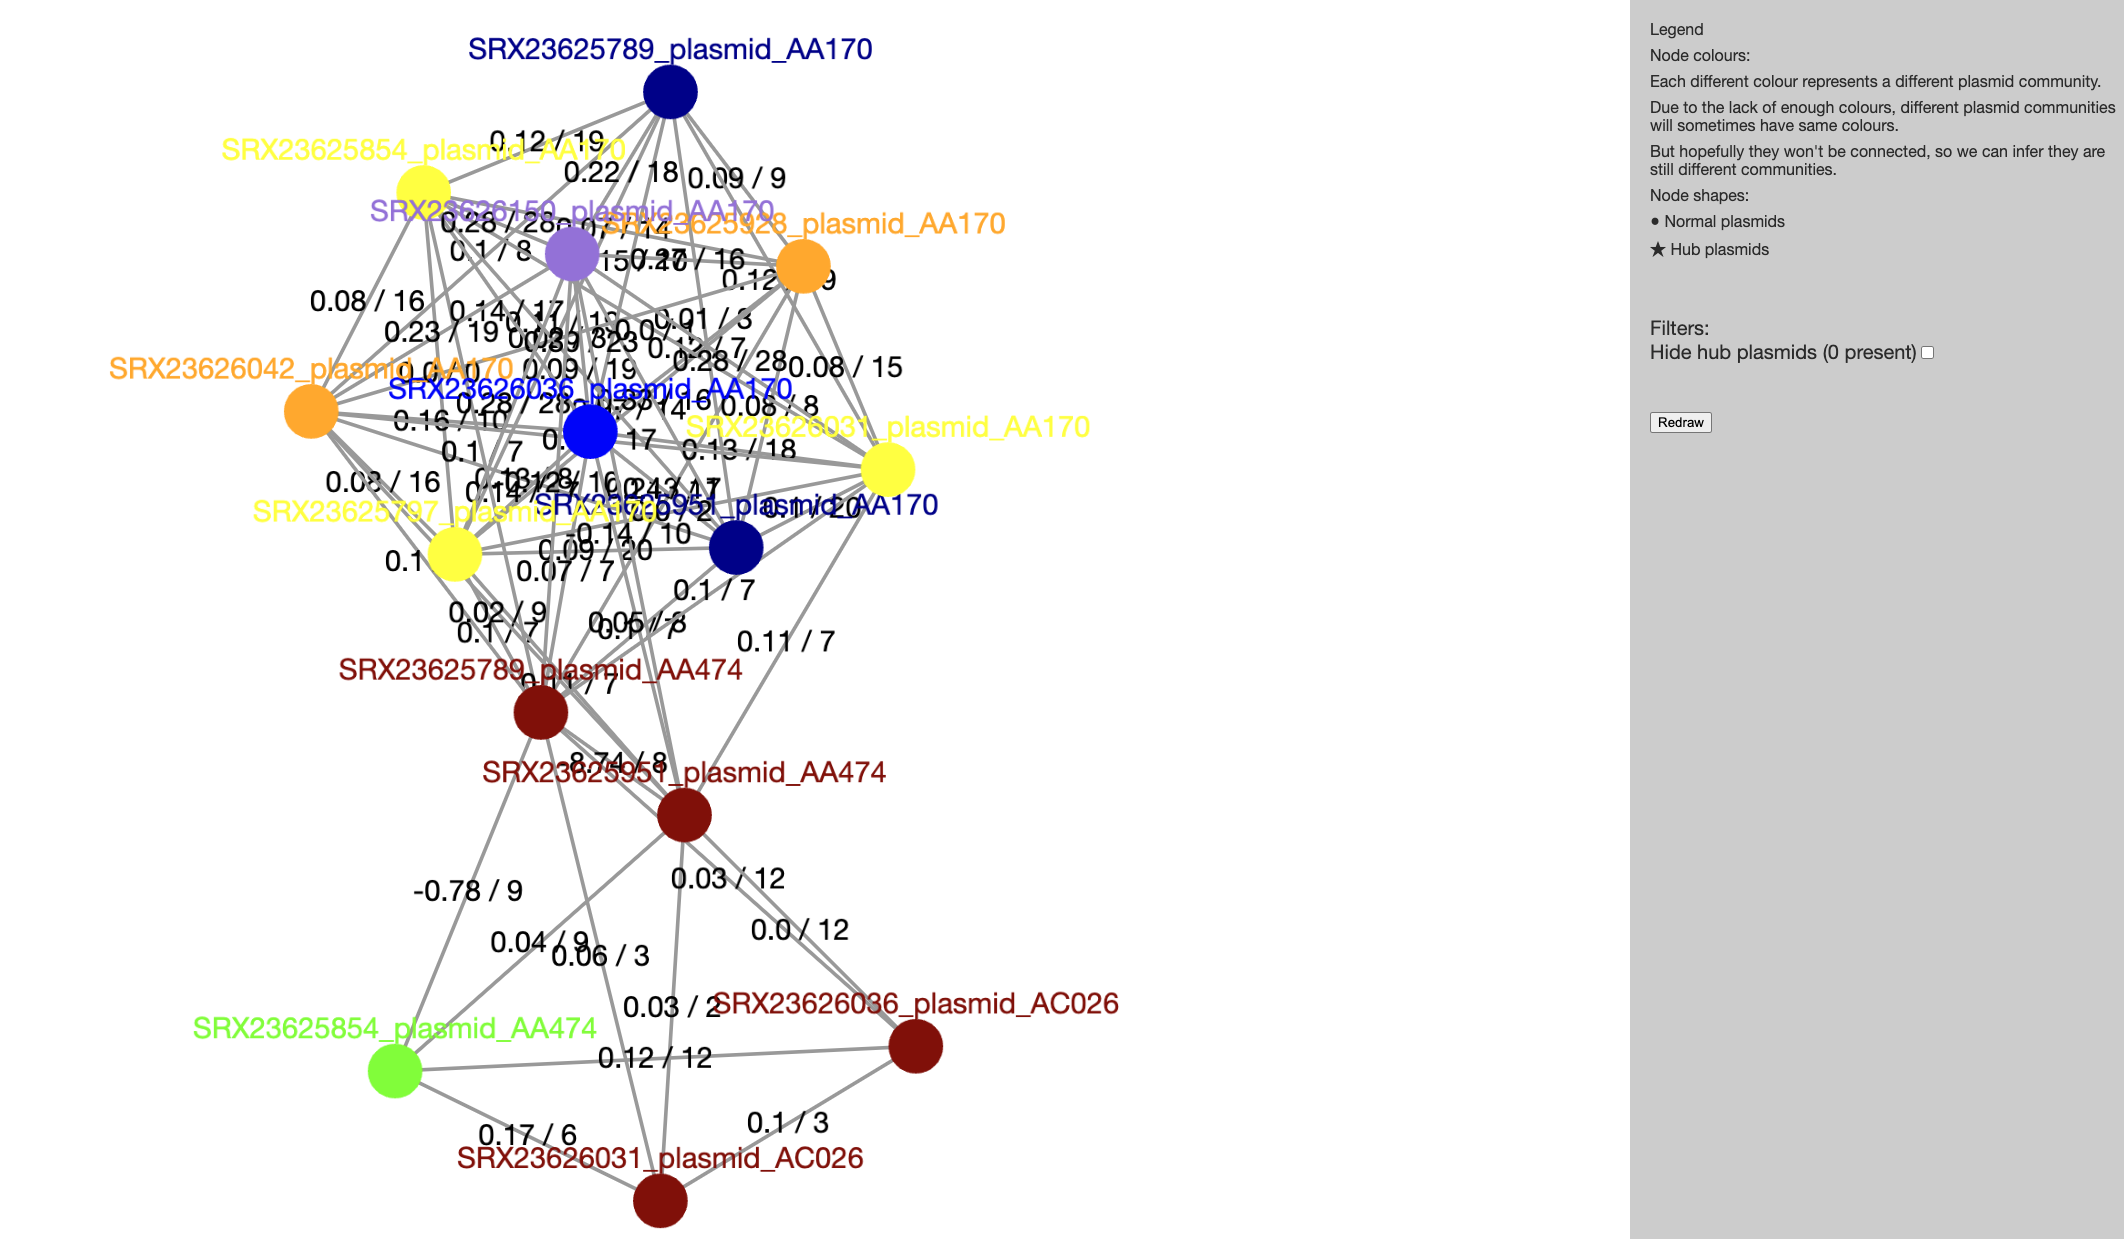 SRX23625789_plasmid_AA170
0.12 / 19
SRX23625854_plasmid_AA170
0.22 / 18
0.09 / 9
SRX23626150_plasmid_AA170
SRX23625928_plasmid_AA170
0.28 / 28
0.1 / 8
0.12
0.08 / 16
0.14 / 17
0.01 / 3
0.23 / 19
0.12 / 7
0.28 / 28
0.08 / 15
SRX23626042_plasmid_AA170
0.09 / 19
SRX23626036_plasmid_AA170
0.28 / 28
0.08 / 8
0.16 / 10
SRX23626031_plasmid_AA170
17
0.13 / 18
0.08 / 16
SRX23625797_plasmid_AA170
SRX23625951_plasmid_AA170
0.1 / 20
0.14 / 10
0.09 / 20
0.1
0.07 / 7
0.1 / 7
0.02 / 9
0.1 / 7
0.05 / 8
0.11 / 7
SRX23625789_plasmid_AA474
0.11 / 7
-8.74 / 8
SRX23625951_plasmid_AA474
0.03 / 12
-0.78 / 9
0.0 / 12
0.04 / 9
0.06 / 3
0.03 / 2
SRX23626036_plasmid_AC026
SRX23625854_plasmid_AA474
0.12 / 12
0.1 / 3
0.17 / 6
SRX23626031_plasmid_AC026
Legend
Node colours:
Each different colour represents a different plasmid community.
Due to the lack of enough colours, different plasmid communities
will sometimes have same colours.
But hopefully they won't be connected, so we can infer they are
still different communities.
Node shapes:
● Normal plasmids
★ Hub plasmids
Filters:
Hide hub plasmids (0 present)
Redraw